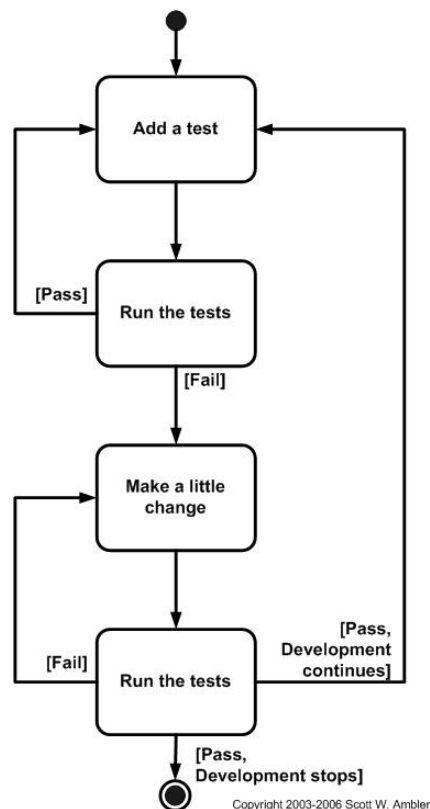 Add a test
[Pass]
Run the tests
[Fail]
Make a little
change
[Pass,
Development
continues]
[Fail]
Run the tests
[Pass,
Development stops]
Copyright 2003-2006 Scott W. Ambler